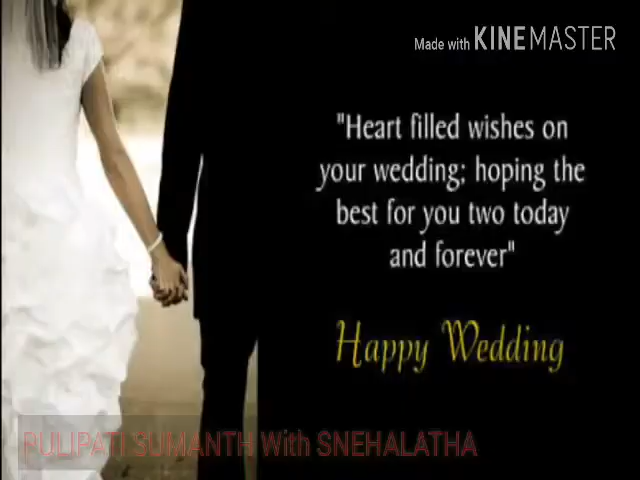 Made with KINEMASTER
"Heart filled wishes on
your wedding; hoping the
best for you two today
and forever"
Happy Wedding
PULIPATI SUMANTH With SNEHALATHA